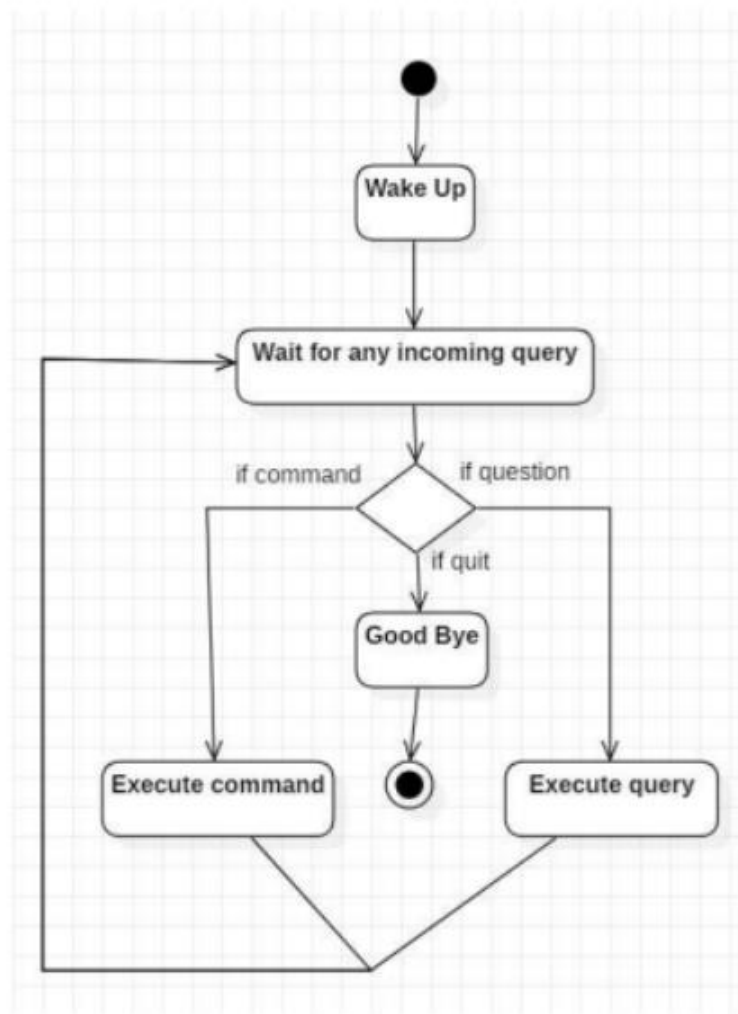 Wake Up
Wait for any incoming query
if command
if question
if quit
Good Bye
Execute command
Execute query